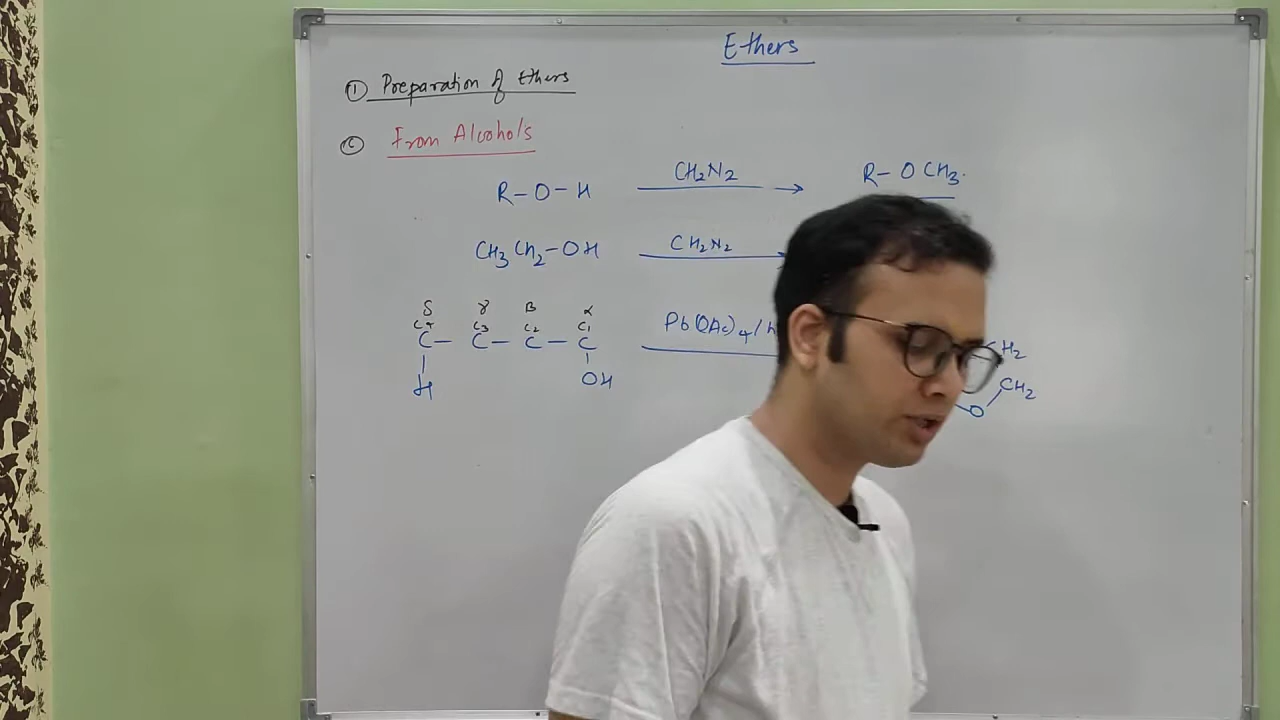 Ethers
① Preparation of Ethers
Ⓒ From Alcohols
R-O-H CH2N2 R-OCH3.
CH3CH2-OH CH2N2
δ γ β α
C4 C3 C2 C1
C- C- C-C Pb(OAc)4/h CH2
H OH O CH2